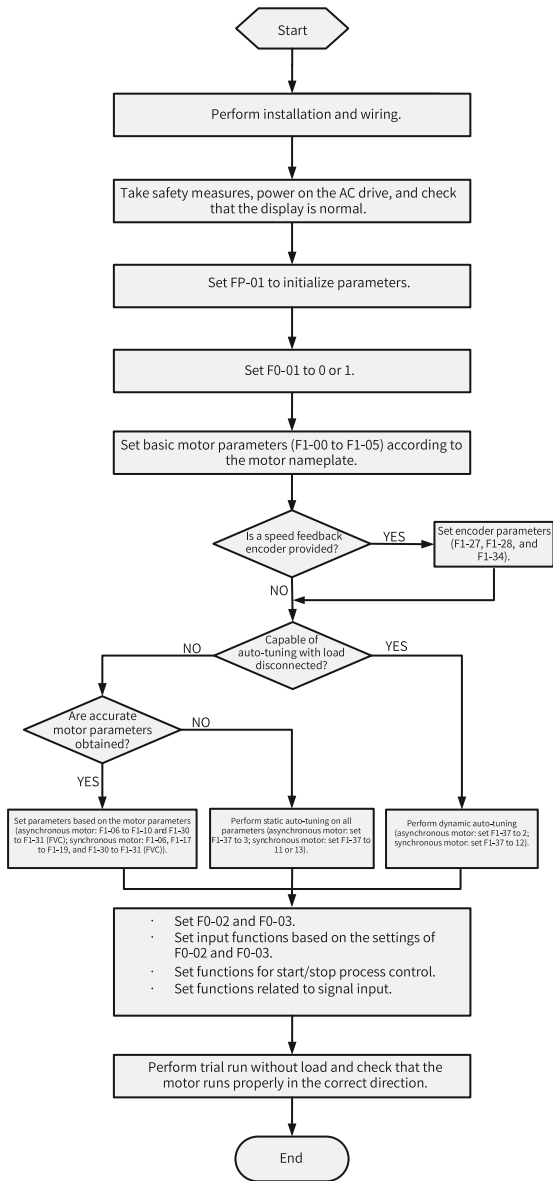 Start
Perform installation and wiring.
Take safety measures, power on the AC drive, and check
that the display is normal.
Set FP-01 to initialize parameters.
Set F0-01 to 0 or 1.
Set basic motor parameters (F1-00 to F1-05) according to
the motor nameplate.
Is a speed feedback
encoder provided?
YES
Set encoder parameters
(F1-27, F1-28, and
F1-34).
NO
Capable of
auto-tuning with load
disconnected?
NO
YES
Are accurate
motor parameters
obtained?
NO
YES
Set parameters based on the motor parameters
(asynchronous motor: F1-06 to F1-10 and F1-30
to F1-31 (FVC); synchronous motor: F1-06, F1-17
to F1-19, and F1-30 to F1-31 (FVC)).
Perform static auto-tuning on all
parameters (asynchronous motor: set
F1-37 to 3; synchronous motor: set F1-37 to
11 or 13).
Perform dynamic auto-tuning
(asynchronous motor: set F1-37 to 2;
synchronous motor: set F1-37 to 12).
· Set F0-02 and F0-03.
· Set input functions based on the settings of
F0-02 and F0-03.
· Set functions for start/stop process control.
· Set functions related to signal input.
Perform trial run without load and check that the
motor runs properly in the correct direction.
End